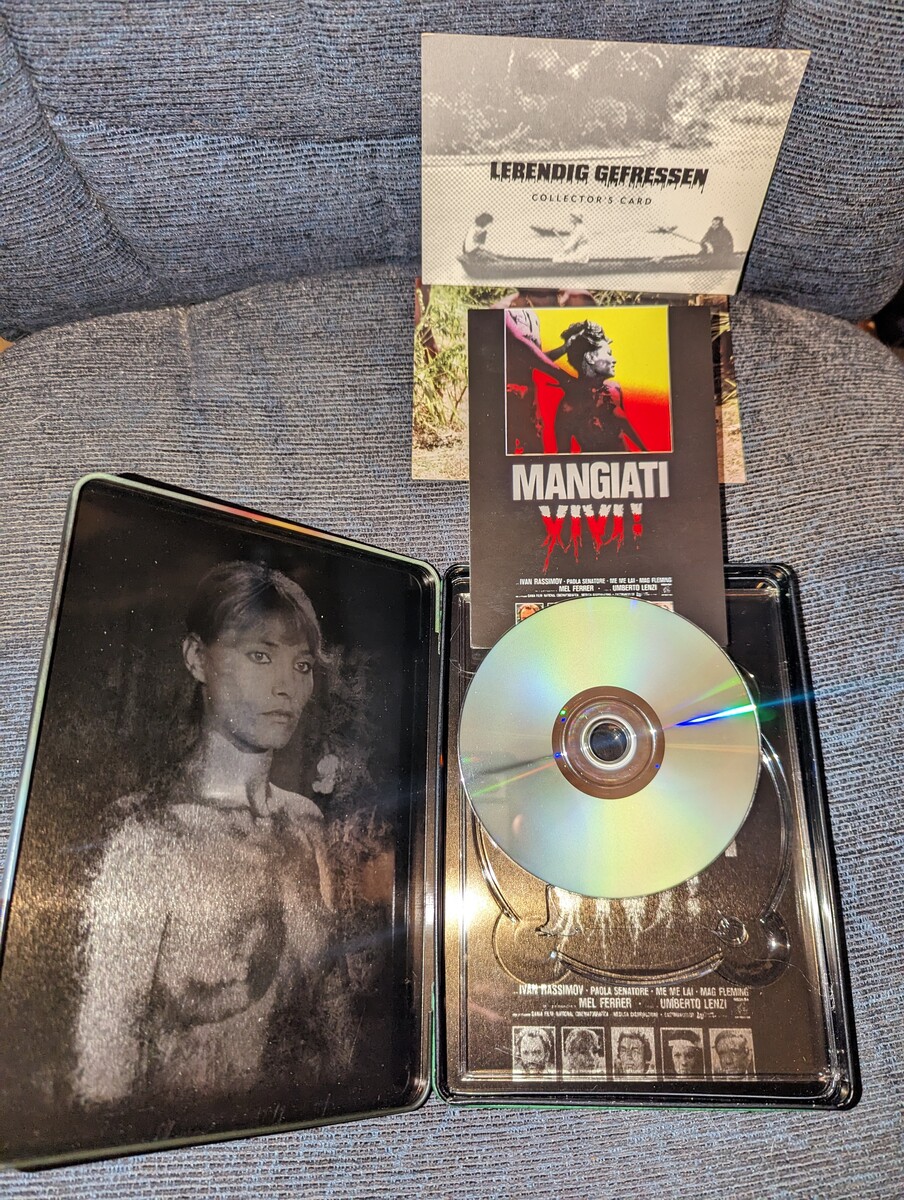 LEBENDIG GEFRESSEN
COLLECTOR'S CARD
MANGIATI
VIVI!
IVAN RASSIMOV · PAOLA SENATORE · ME ME LAI · MAG FLEMING
MEL FERRER · UMBERTO LENZI
IVAN RASSIMOV · PAOLA SENATORE · ME ME LAI · MAG FLEMING
MEL FERRER UMBERTO LENZI